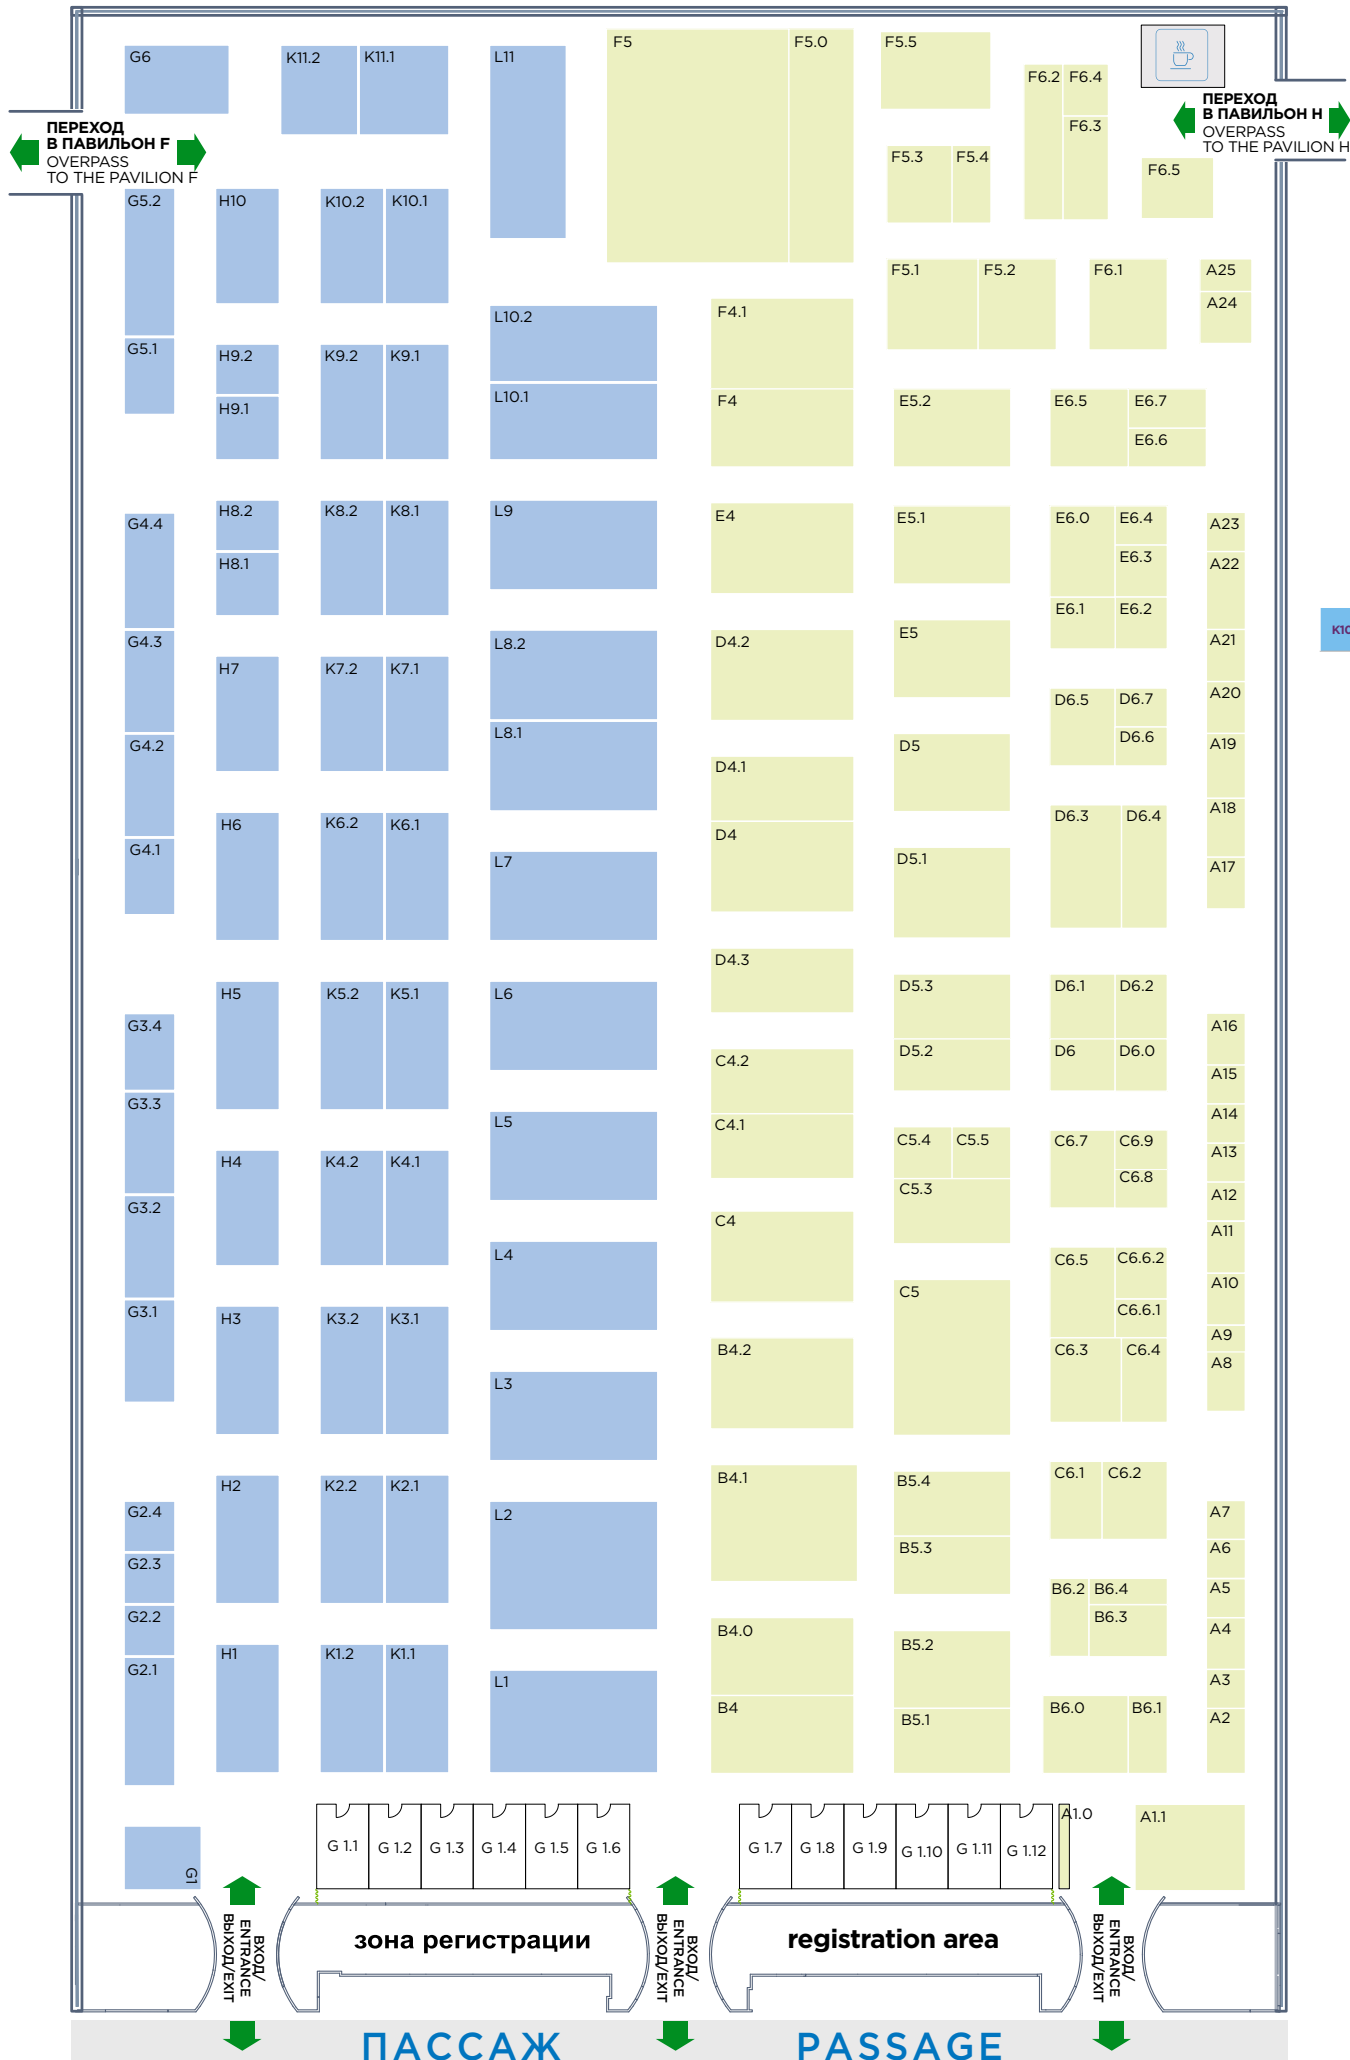 G6
K11.2
K11.1
L11
F5
F5.0
F5.5
F6.2
F6.4
F6.3
ПЕРЕХОД
В ПАВИЛЬОН F
OVERPASS
TO THE PAVILION F
ПЕРЕХОД
В ПАВИЛЬОН H
OVERPASS
TO THE PAVILION H
F5.3
F5.4
F6.5
G5.2
H10
K10.2
K10.1
F5.1
F5.2
F6.1
A25
A24
L10.2
F4.1
G5.1
H9.2
K9.2
K9.1
H9.1
L10.1
F4
E5.2
E6.5
E6.7
E6.6
G4.4
H8.2
K8.2
K8.1
L9
E4
E5.1
E6.0
E6.4
A23
H8.1
E6.3
A22
E6.1
E6.2
K10
G4.3
H7
K7.2
K7.1
L8.2
D4.2
E5
A21
D6.5
D6.7
A20
G4.2
L8.1
D5
D6.6
A19
D4.1
G4.1
H6
K6.2
K6.1
L7
D4
D5.1
D6.3
D6.4
A18
A17
D4.3
H5
K5.2
K5.1
L6
D5.3
D6.1
D6.2
G3.4
A16
C4.2
D5.2
D6
D6.0
A15
G3.3
L5
C4.1
A14
C5.4
C5.5
C6.7
C6.9
A13
H4
K4.2
K4.1
C5.3
C6.8
A12
G3.2
C4
A11
L4
C6.5
C6.6.2
A10
G3.1
H3
K3.2
K3.1
C5
C6.6.1
A9
B4.2
C6.3
C6.4
A8
L3
H2
K2.2
K2.1
B4.1
B5.4
C6.1
C6.2
G2.4
L2
A7
G2.3
B5.3
A6
G2.2
B6.2
B6.4
A5
B6.3
B4.0
A4
G2.1
H1
K1.2
K1.1
L1
B5.2
A3
B4
B5.1
B6.0
B6.1
A2
G1
G 1.1
G 1.2
G 1.3
G 1.4
G 1.5
G 1.6
G 1.7
G 1.8
G 1.9
G 1.10
G 1.11
G 1.12
A1.0
A1.1
ВХОД/
ENTRANCE
ВЫХОД/EXIT
зона регистрации
ВХОД/
ENTRANCE
ВЫХОД/EXIT
registration area
ВХОД/
ENTRANCE
ВЫХОД/EXIT
ПАССАЖ
PASSAGE